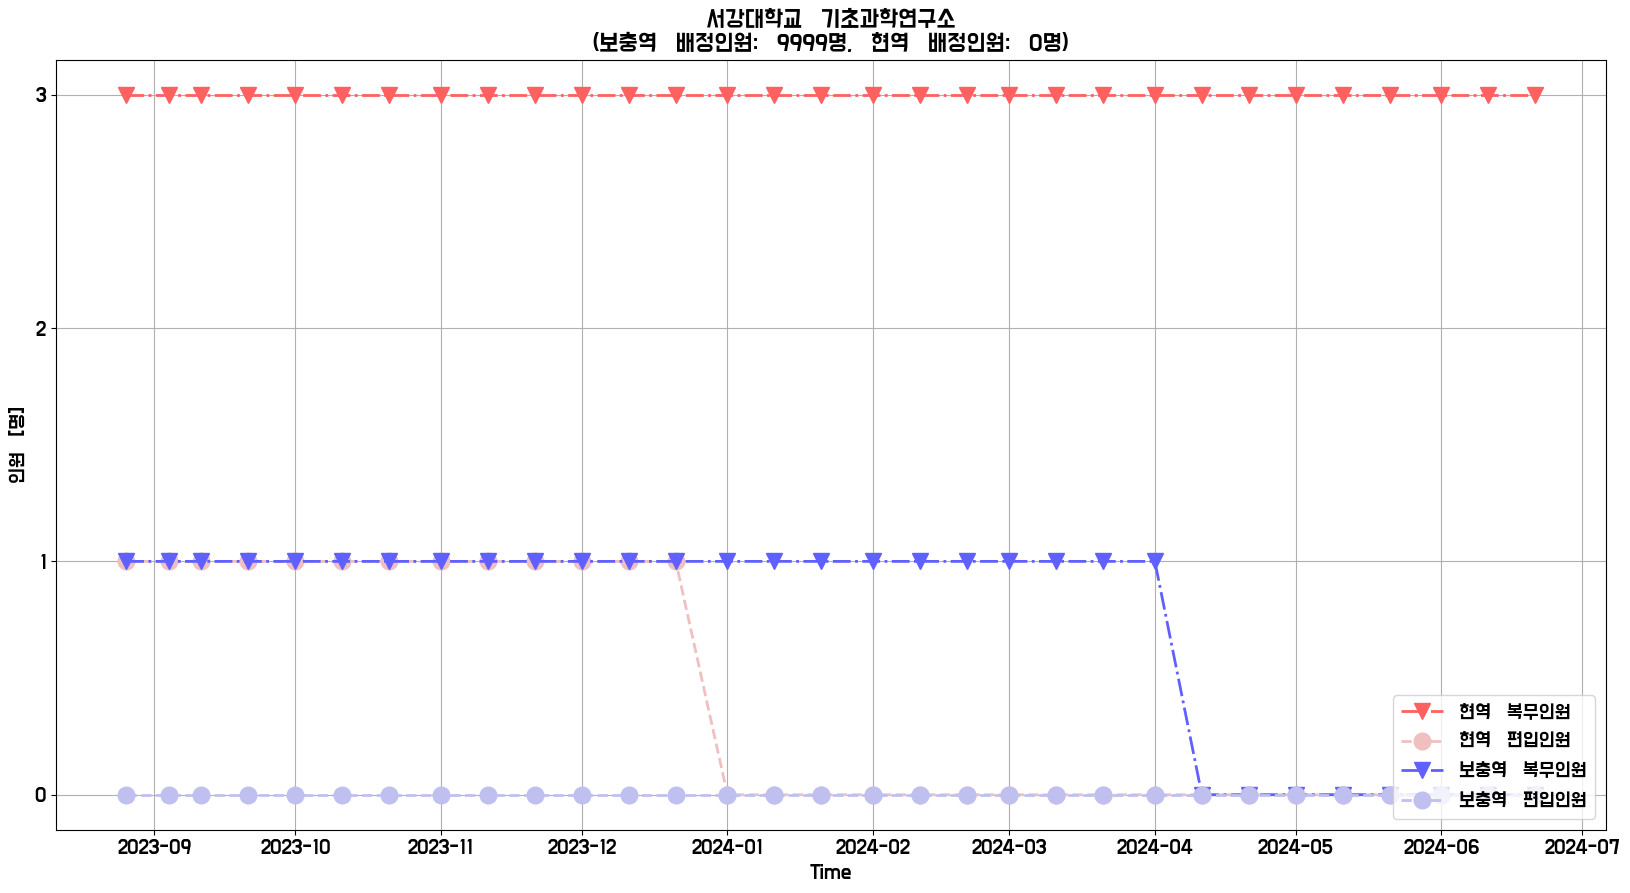 서강대학교 기초과학연구소
(보충역 배정인원: 9999명, 현역 배정인원: 0명)
3
2
1
0
인원 [명]
현역 복무인원
현역 편입인원
보충역 복무인원
보충역 편입인원
2023-09 2023-10 2023-11 2023-12 2024-01 2024-02 2024-03 2024-04 2024-05 2024-06 2024-07
Time